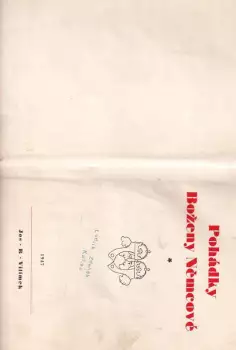 Pohádky
Boženy Němcové
*
1947
Jos · R · Vilímek